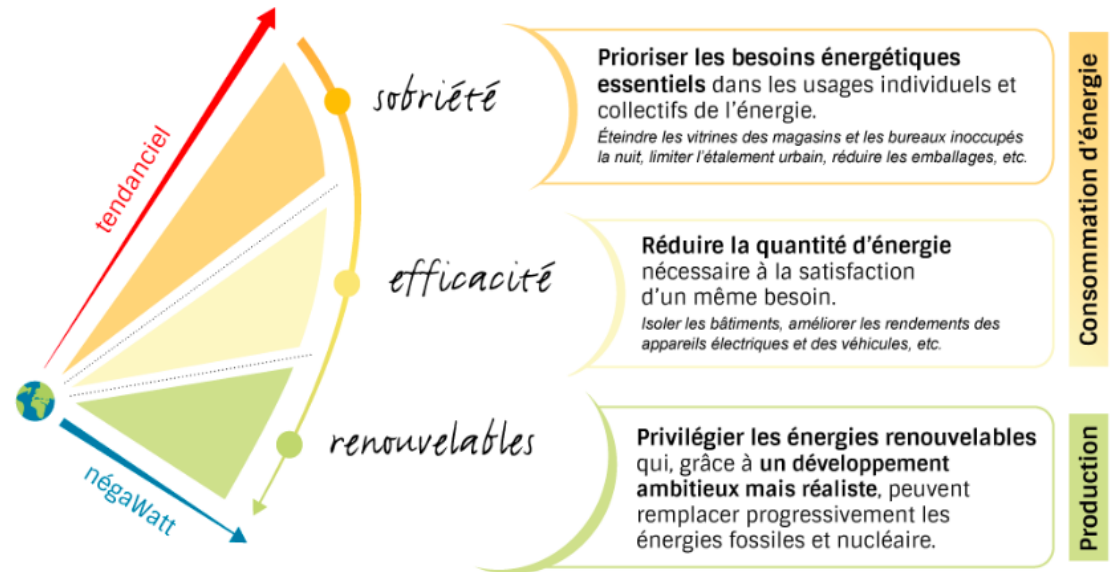 tendanciel
négaWatt
sobriété
Prioriser les besoins énergétiques
essentiels dans les usages individuels et
collectifs de l'énergie.
Éteindre les vitrines des magasins et les bureaux inoccupés
la nuit, limiter l'étalement urbain, réduire les emballages, etc.
efficacité
Réduire la quantité d'énergie
nécessaire à la satisfaction
d'un même besoin.
Isoler les bâtiments, améliorer les rendements des
appareils électriques et des véhicules, etc.
Consommation d'énergie
renouvelables
Privilégier les énergies renouvelables
qui, grâce à un développement
ambitieux mais réaliste, peuvent
remplacer progressivement les
énergies fossiles et nucléaire.
Production